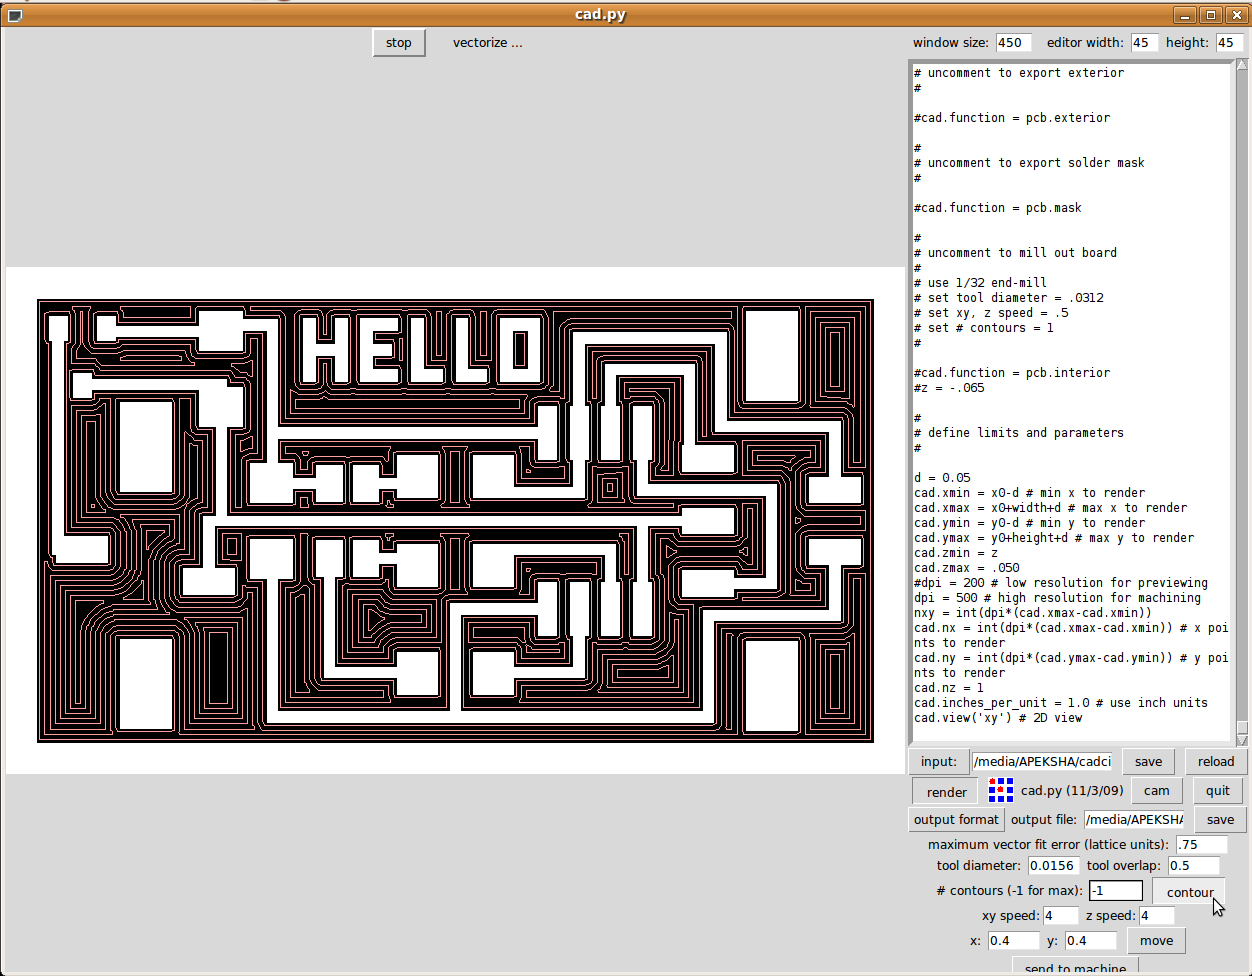 cad.py
stop vectorize ... window size: 450 editor width: 45 height: 45
# uncomment to export exterior
#
#cad.function = pcb.exterior
#
# uncomment to export solder mask
#
#cad.function = pcb.mask
#
# uncomment to mill out board
#
# use 1/32 end-mill
# set tool diameter = .0312
# set xy, z speed = .5
# set # contours = 1
#
#cad.function = pcb.interior
#z = -.065
#
# define limits and parameters
#
d = 0.05
cad.xmin = x0-d # min x to render
cad.xmax = x0+width+d # max x to render
cad.ymin = y0-d # min y to render
cad.ymax = y0+height+d # max y to render
cad.zmin = z
cad.zmax = .050
#dpi = 200 # low resolution for previewing
dpi = 500 # high resolution for machining
nxy = int(dpi*(cad.xmax-cad.xmin))
cad.nx = int(dpi*(cad.xmax-cad.xmin)) # x poi
nts to render
cad.ny = int(dpi*(cad.ymax-cad.ymin)) # y poi
nts to render
cad.nz = 1
cad.inches_per_unit = 1.0 # use inch units
cad.view('xy') # 2D view
HELLO
input: /media/APEKSHA/cadci save reload
render cad.py (11/3/09) cam quit
output format output file: /media/APEKSHA save
maximum vector fit error (lattice units): .75
tool diameter: 0.0156 tool overlap: 0.5
# contours (-1 for max): -1 contour
xy speed: 4 z speed: 4
x: 0.4 y: 0.4 move
send to machine